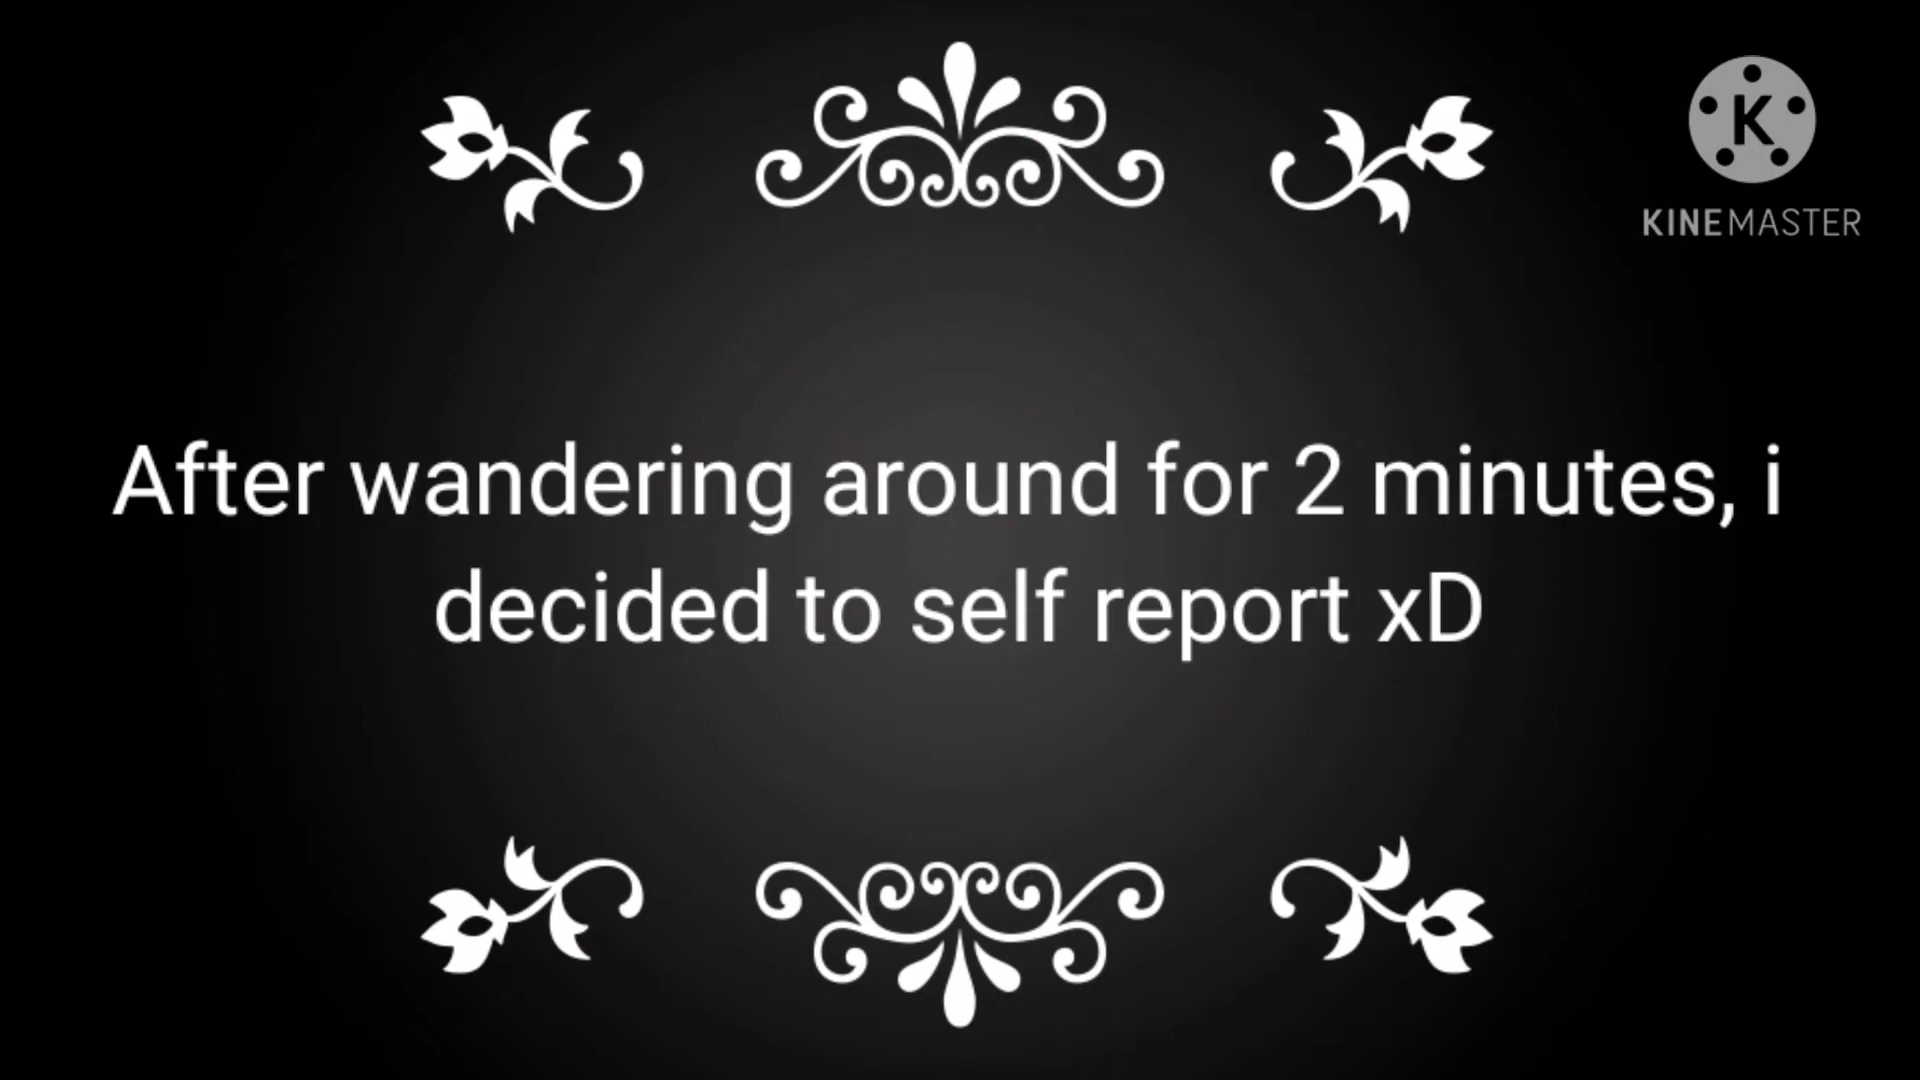 K
KINEMASTER
After wandering around for 2 minutes, i
decided to self report xD